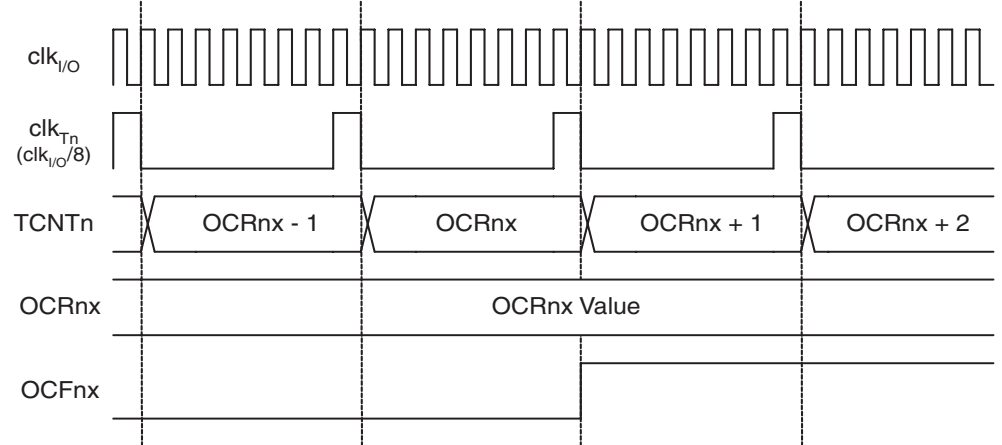 clkI/O
clkTn
(clkI/O/8)
TCNTn OCRnx - 1 OCRnx OCRnx + 1 OCRnx + 2
OCRnx OCRnx Value
OCFnx